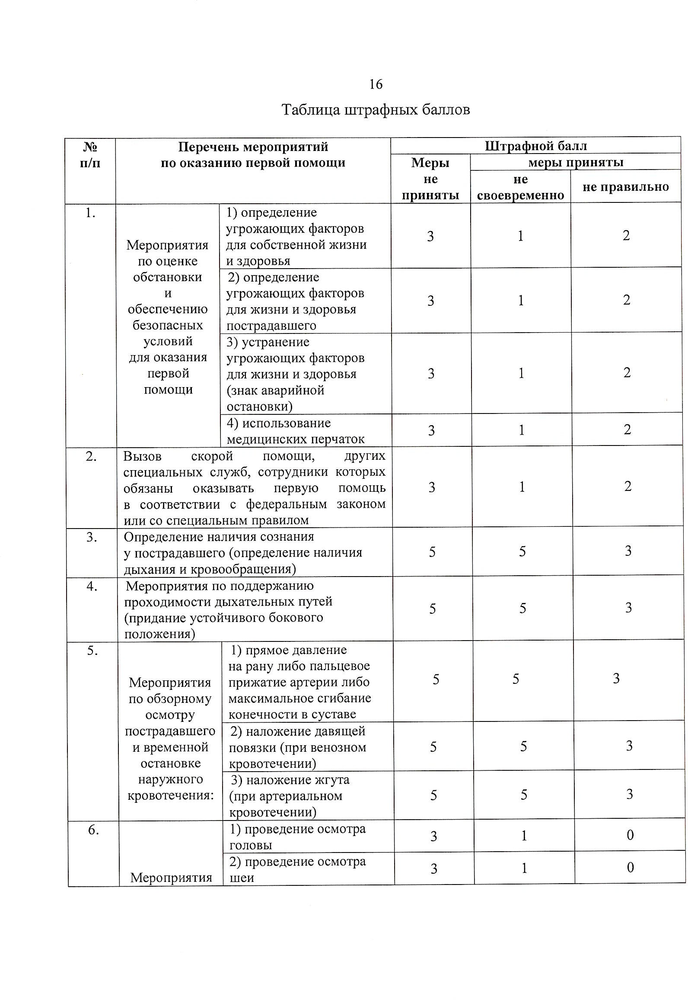 16
Таблица штрафных баллов
№
п/п
Перечень мероприятий
по оказанию первой помощи
Штрафной балл
Меры
не
приняты
меры приняты
не
своевременно
не правильно
1.
Мероприятия
по оценке
обстановки
и
обеспечению
безопасных
условий
для оказания
первой
помощи
1) определение
угрожающих факторов
для собственной жизни
и здоровья
3
1
2
2) определение
угрожающих факторов
для жизни и здоровья
пострадавшего
3
1
2
3) устранение
угрожающих факторов
для жизни и здоровья
(знак аварийной
остановки)
3
1
2
4) использование
медицинских перчаток
3
1
2
2.
Вызов скорой помощи, других
специальных служб, сотрудники которых
обязаны оказывать первую помощь
в соответствии с федеральным законом
или со специальным правилом
3
1
2
3.
Определение наличия сознания
у пострадавшего (определение наличия
дыхания и кровообращения)
5
5
3
4.
Мероприятия по поддержанию
проходимости дыхательных путей
(придание устойчивого бокового
положения)
5
5
3
5.
Мероприятия
по обзорному
осмотру
пострадавшего
и временной
остановке
наружного
кровотечения:
1) прямое давление
на рану либо пальцевое
прижатие артерии либо
максимальное сгибание
конечности в суставе
5
5
3
2) наложение давящей
повязки (при венозном
кровотечении)
5
5
3
3) наложение жгута
(при артериальном
кровотечении)
5
5
3
6.
Мероприятия
1) проведение осмотра
головы
3
1
0
2) проведение осмотра
шеи
3
1
0